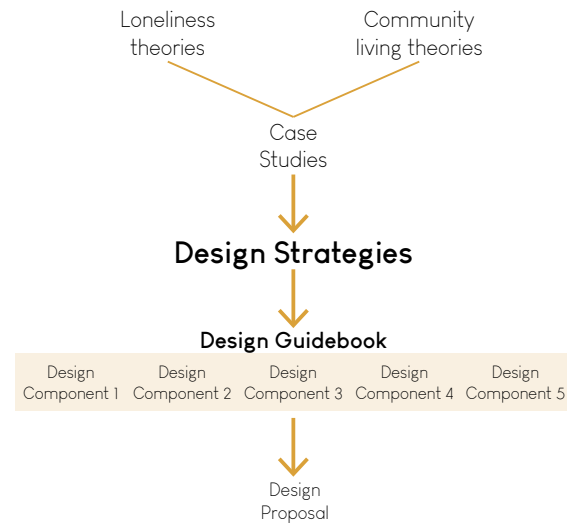 Loneliness
theories
Community
living theories
Case
Studies
Design Strategies
Design Guidebook
Design
Component 1
Design
Component 2
Design
Component 3
Design
Component 4
Design
Component 5
Design
Proposal